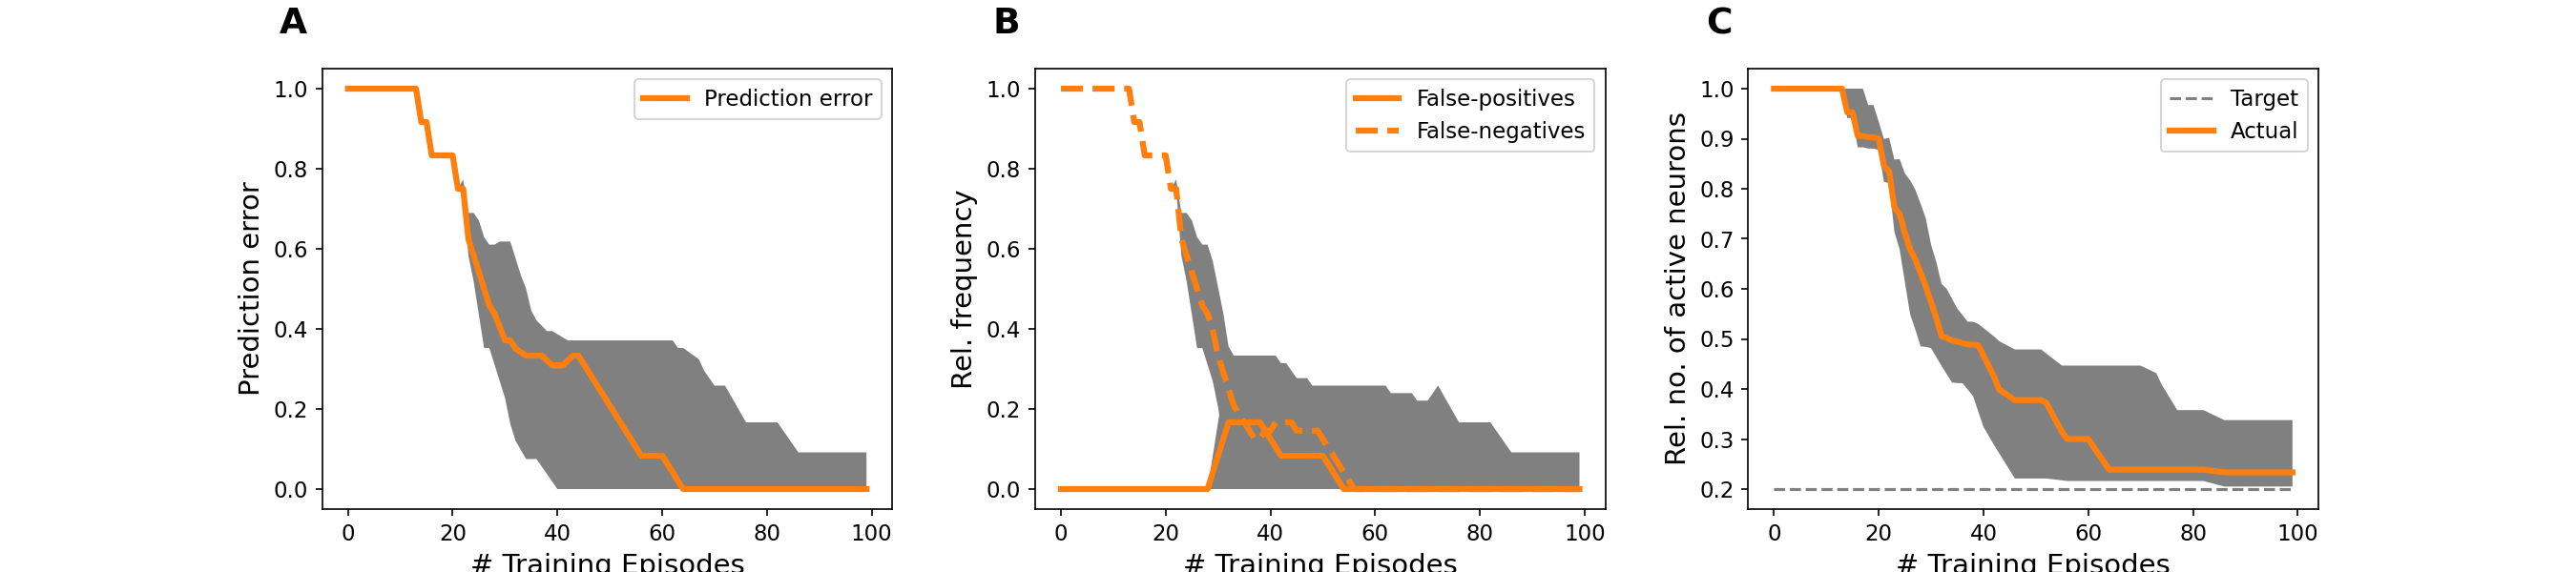 A
B
C
Prediction error
1.0
0.8
0.6
0.4
0.2
0.0
0 20 40 60 80 100
# Training Episodes
Prediction error
Rel. frequency
1.0
0.8
0.6
0.4
0.2
0.0
0 20 40 60 80 100
# Training Episodes
False-positives
False-negatives
Rel. no. of active neurons
1.0
0.9
0.8
0.7
0.6
0.5
0.4
0.3
0.2
0 20 40 60 80 100
# Training Episodes
Target
Actual